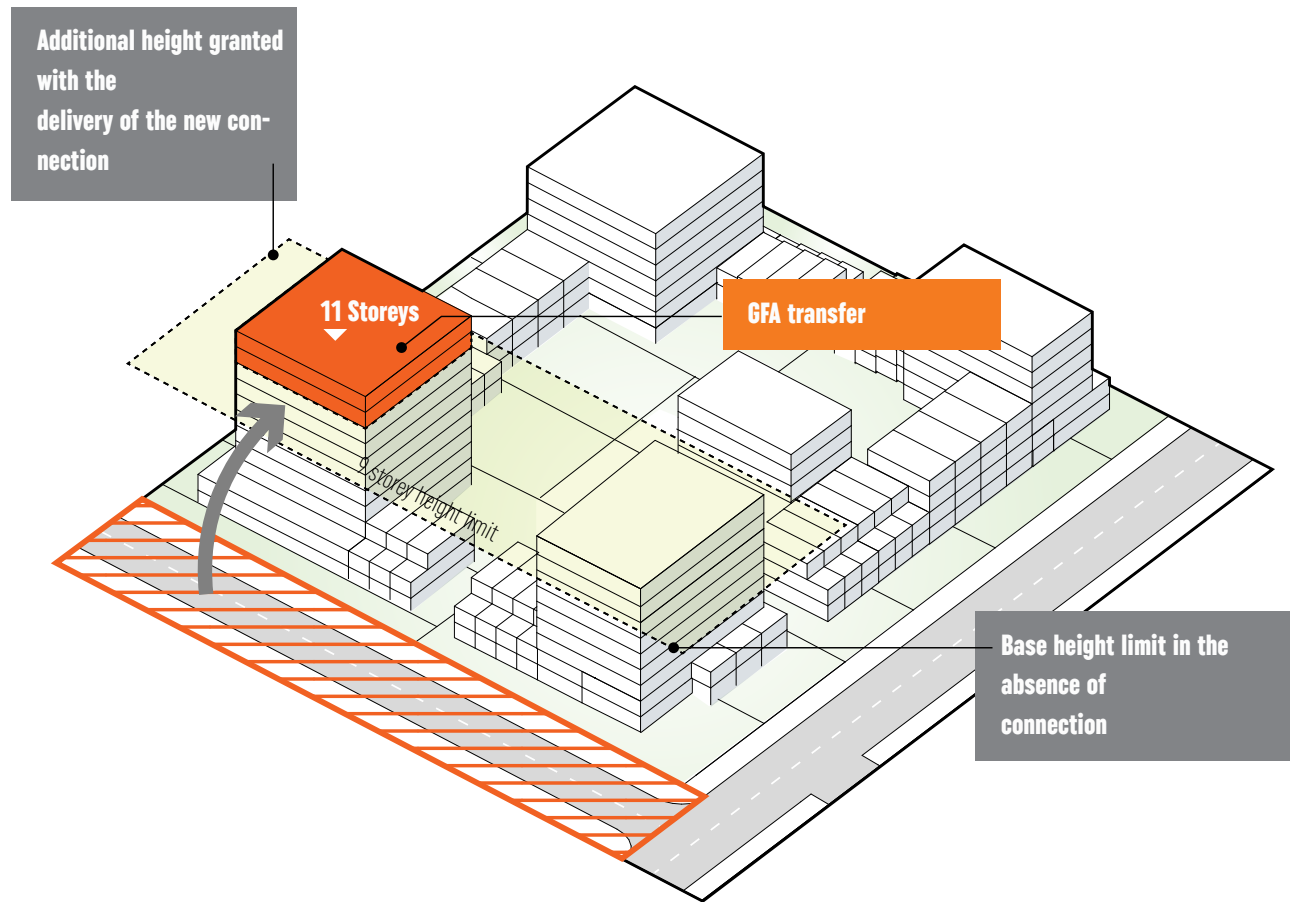 Additional height granted
with the
delivery of the new con-
nection
11 Storeys
GFA transfer
9 storey height limit
Base height limit in the
absence of
connection